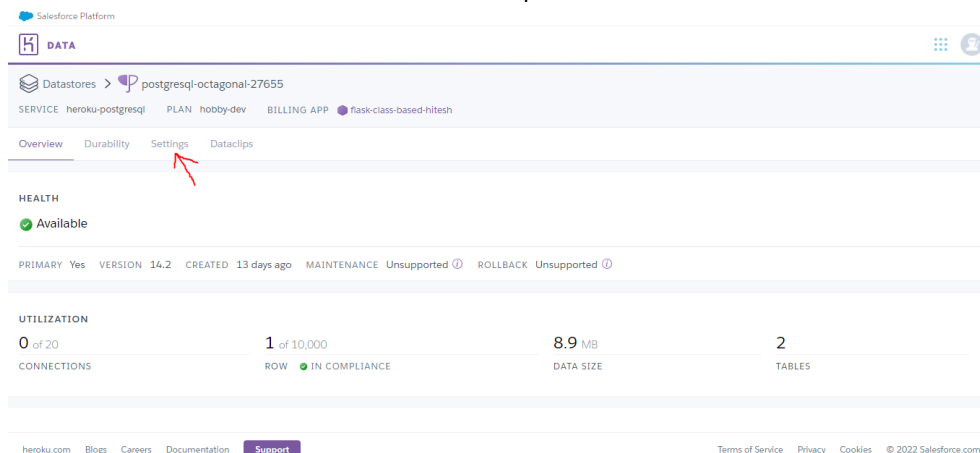 Salesforce Platform
DATA
Datastores > postgresql-octagonal-27655
SERVICE heroku-postgresql PLAN hobby-dev BILLING APP flask-class-based-hitesh
Overview Durability Settings Dataclips
HEALTH
Available
PRIMARY Yes VERSION 14.2 CREATED 13 days ago MAINTENANCE Unsupported ROLLBACK Unsupported
UTILIZATION
0 of 20 1 of 10,000 8.9 MB 2
CONNECTIONS ROW IN COMPLIANCE DATA SIZE TABLES
heroku.com Blogs Careers Documentation Support Terms of Service Privacy Cookies © 2022 Salesforce.com